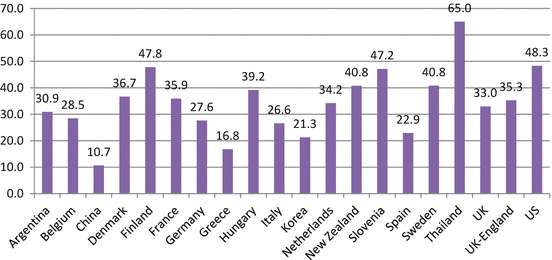 70.0
60.0
50.0
40.0
30.0
20.0
10.0
0.0
30.9
28.5
10.7
36.7
47.8
35.9
27.6
16.8
39.2
26.6
21.3
34.2
40.8
47.2
22.9
40.8
65.0
33.0
35.3
48.3
Argentina
Belgium
China
Denmark
Finland
France
Germany
Greece
Hungary
Italy
Korea
Netherlands
New Zealand
Slovenia
Spain
Sweden
Thailand
UK
UK-England
US